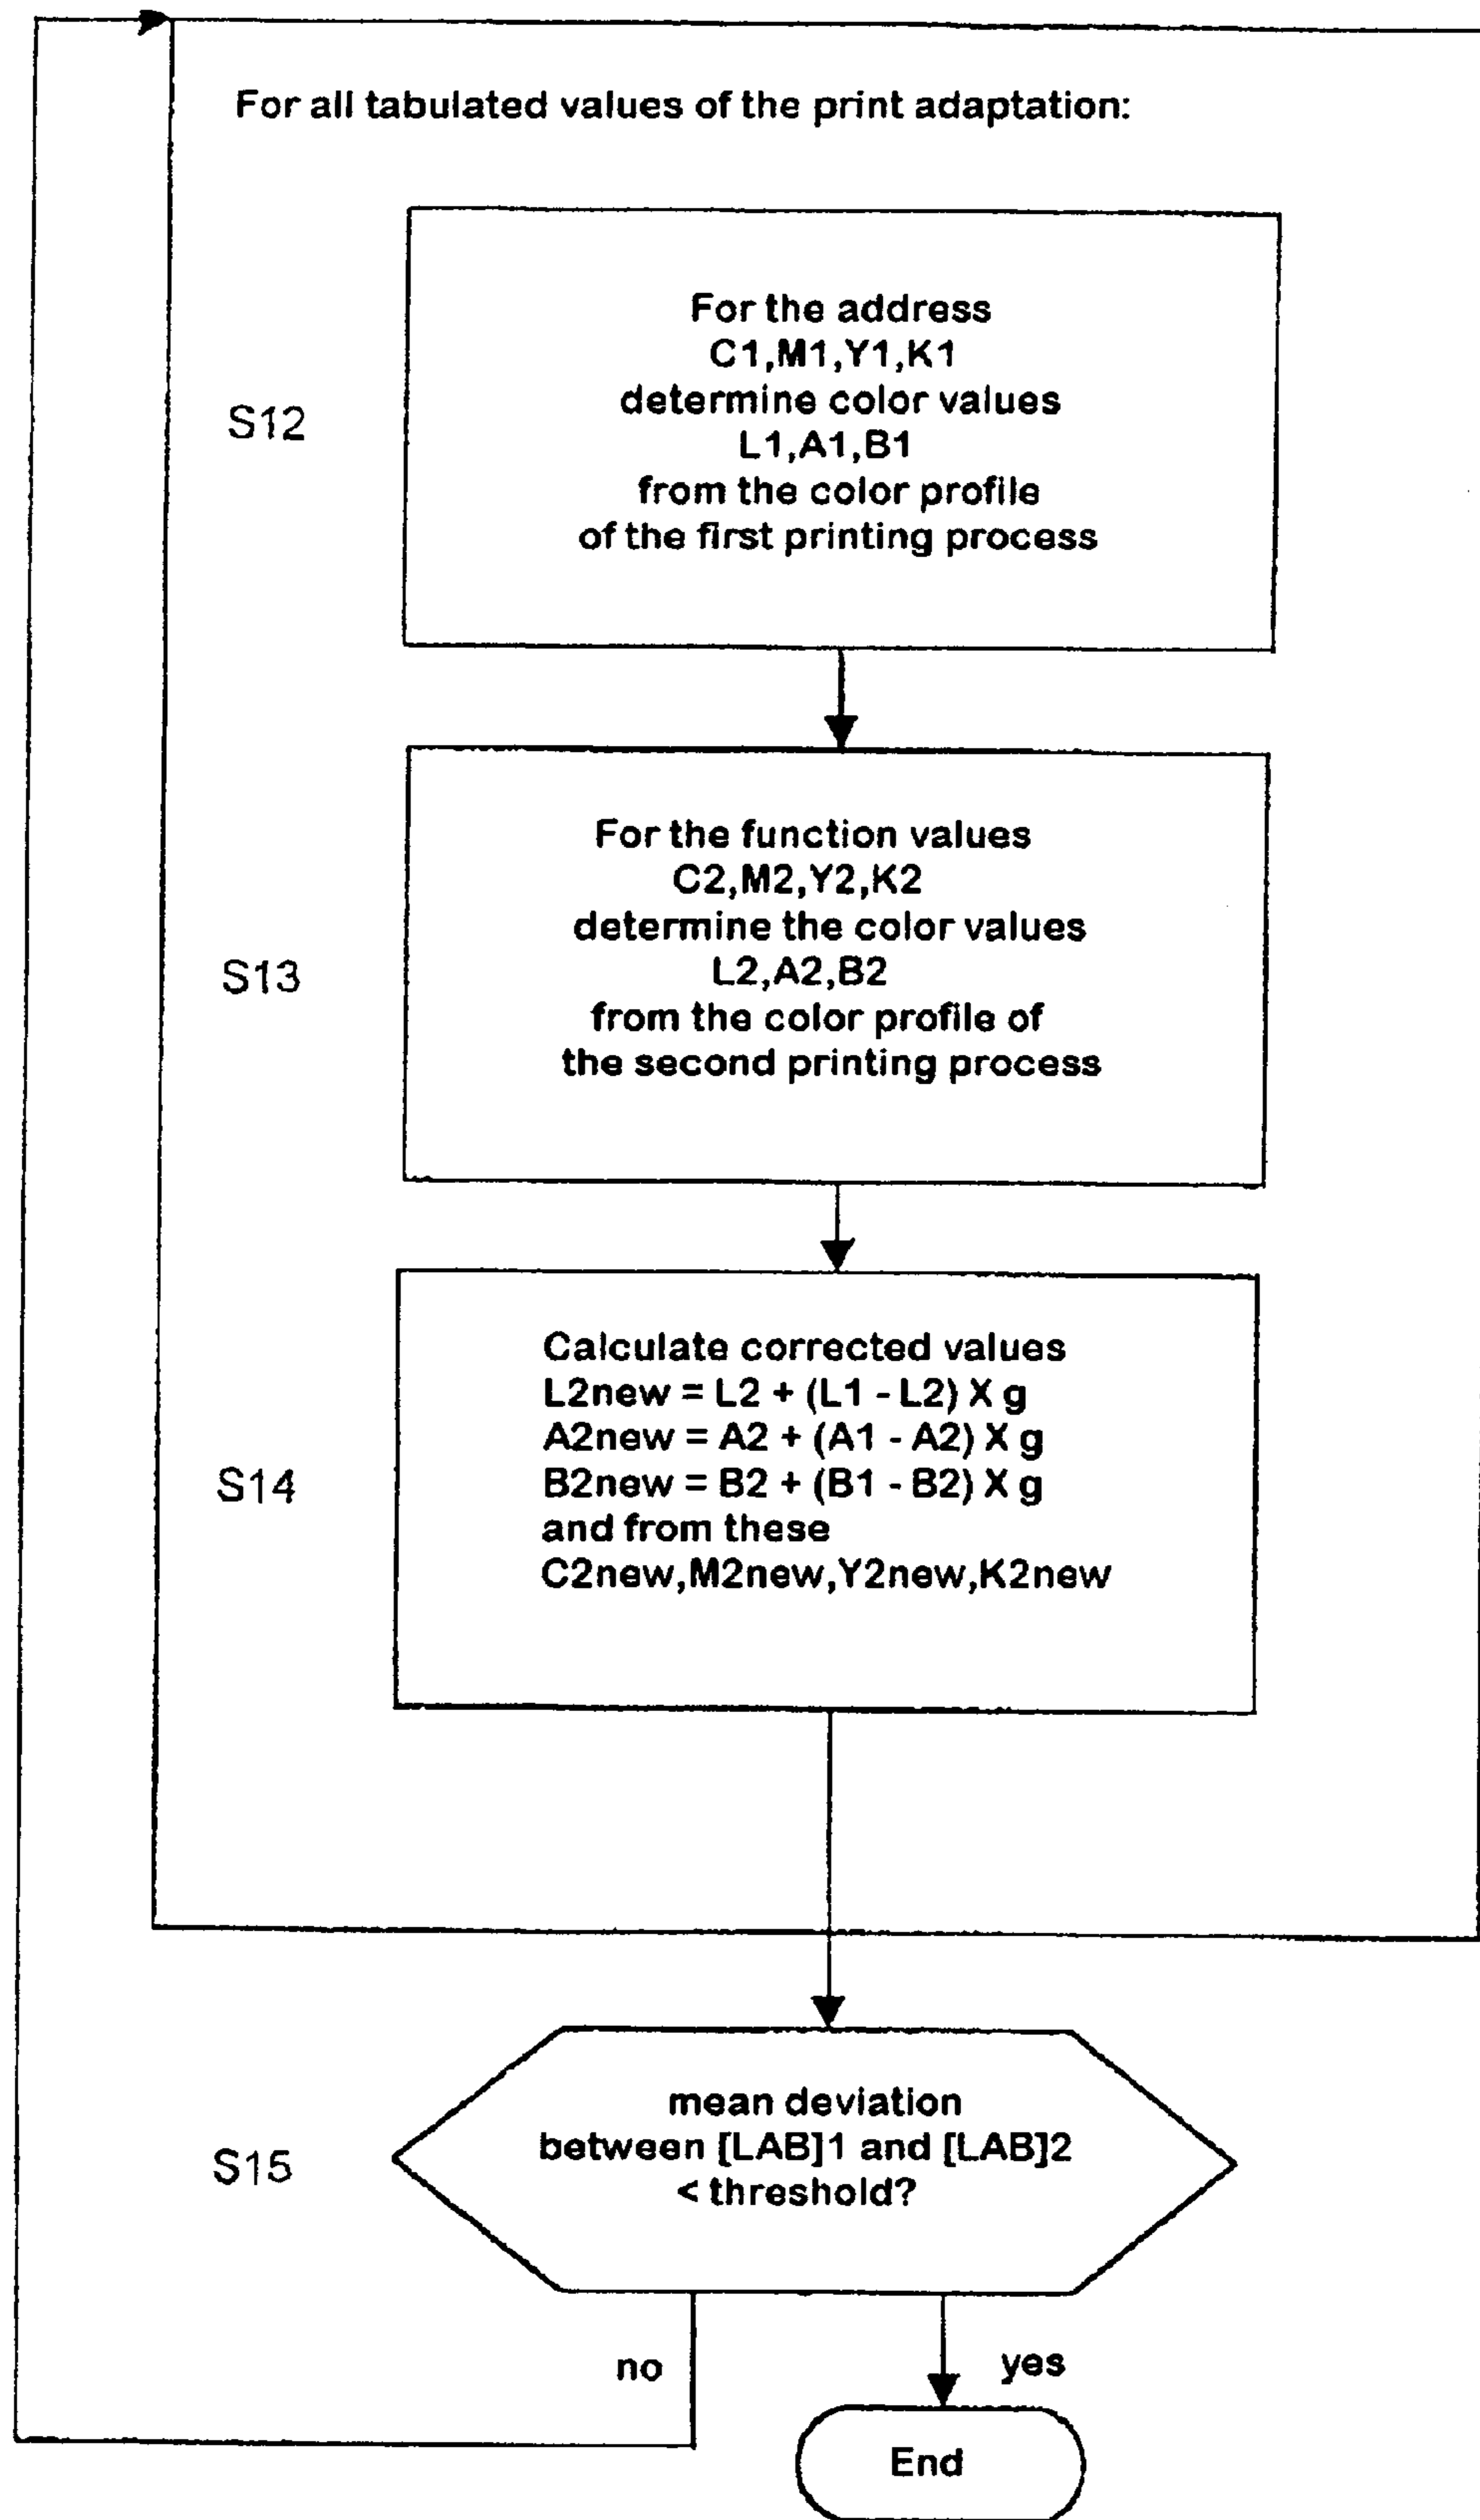 For all tabulated values of the print adaptation:
S12
For the address
C1,M1,Y1,K1
determine color values
L1,A1,B1
from the color profile
of the first printing process
S13
For the function values
C2,M2,Y2,K2
determine the color values
L2,A2,B2
from the color profile of
the second printing process
S14
Calculate corrected values
L2new = L2 + (L1 - L2) X g
A2new = A2 + (A1 - A2) X g
B2new = B2 + (B1 - B2) X g
and from these
C2new,M2new,Y2new,K2new
S15
mean deviation
between [LAB]1 and [LAB]2
< threshold?
no
yes
End